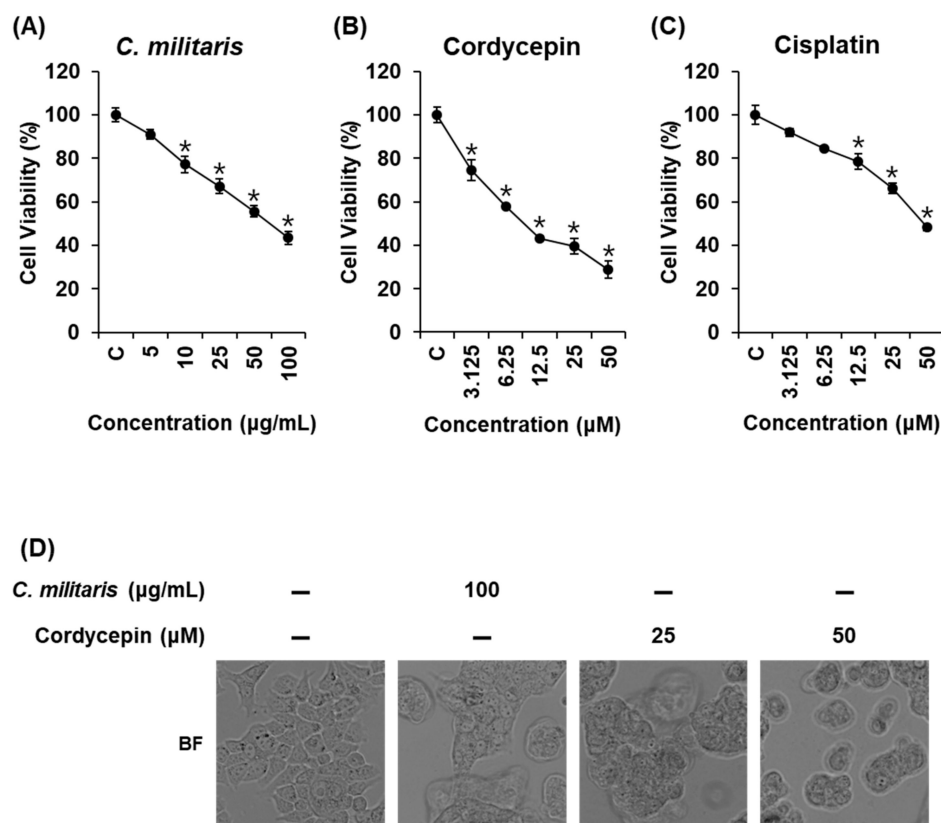 (A)
C. militaris
Cell Viability (%)
120
100
80
60
40
20
0
*
*
*
*
C
5
10
25
50
100
Concentration (µg/mL)
(B)
Cordycepin
Cell Viability (%)
120
100
80
60
40
20
0
*
*
*
*
*
C
3.125
6.25
12.5
25
50
Concentration (µM)
(C)
Cisplatin
Cell Viability (%)
120
100
80
60
40
20
0
*
*
*
C
3.125
6.25
12.5
25
50
Concentration (µM)
(D)
C. militaris (µg/mL) – 100 – –
Cordycepin (µM) – – 25 50
BF